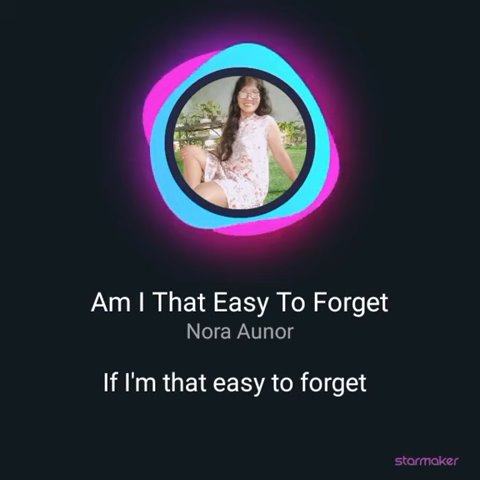 Am I That Easy To Forget
Nora Aunor
If I'm that easy to forget
starmaker